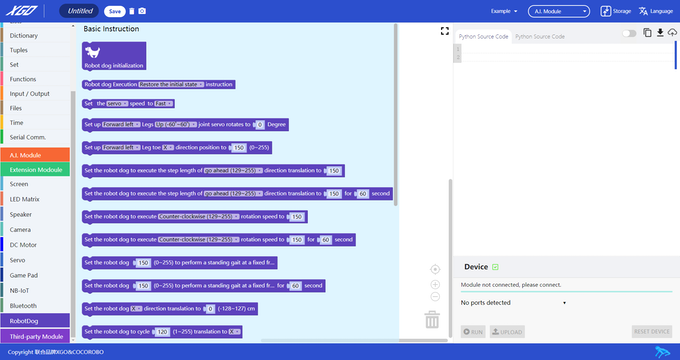 XGO
Untitled
Save
Example
A.I. Module
Storage
Language
Dictionary
Tuples
Set
Functions
Input / Output
Files
Time
Serial Comm.
A.I. Module
Extension Modoule
Screen
LED Matrix
Speaker
Camera
DC Motor
Servo
Game Pad
NB-IoT
Bluetooth
RobotDog
Third-party Module
Basic Instruction
Robot dog initialization
Robot dog Execution Restore the initial state instruction
Set the servo speed to Fast
Set up Forward left Legs Up (-60°~60°) joint servo rotates to 0 Degree
Set up Forward left Leg toe X direction position to 150 (0~255)
Set the robot dog to execute the step length of go ahead (129~255) direction translation to 150
Set the robot dog to execute the step length of go ahead (129~255) direction translation to 150 for 60 second
Set the robot dog to execute Counter-clockwise (129~255) rotation speed to 150
Set the robot dog to execute Counter-clockwise (129~255) rotation speed to 150 for 60 second
Set the robot dog 150 (0~255) to perform a standing gait at a fixed fr...
Set the robot dog 150 (0~255) to perform a standing gait at a fixed fr... for 60 second
Set the robot dog X direction translation to 0 (-128~127) cm
Set the robot dog to cycle 120 (1~255) translation to X
Python Source Code
Python Source Code
Device
Module not connected, please connect.
No ports detected
RUN
UPLOAD
RESET DEVICE
Copyright 联合品牌XGO&COCOROBO